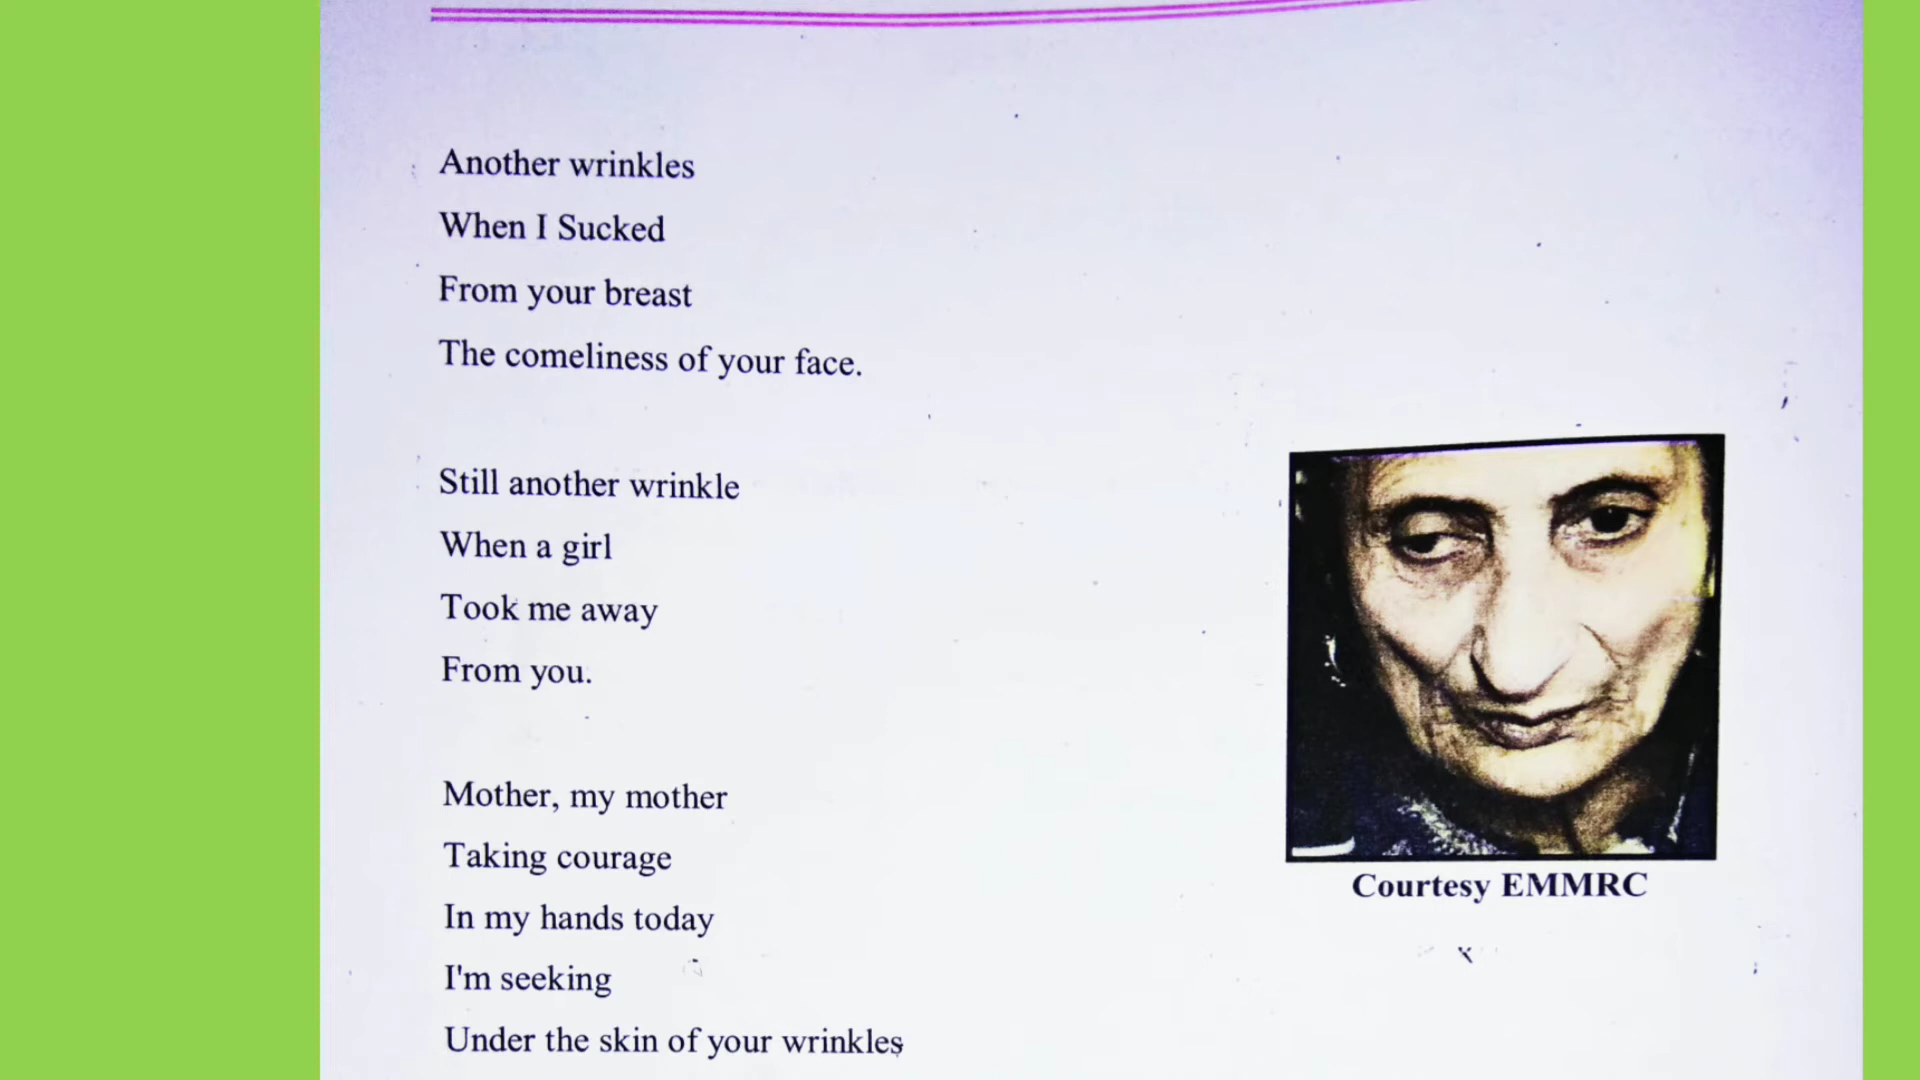 Another wrinkles
When I Sucked
From your breast
The comeliness of your face.
Still another wrinkle
When a girl
Took me away
From you.
Mother, my mother
Taking courage
In my hands today
I'm seeking
Under the skin of your wrinkles
Courtesy EMMRC